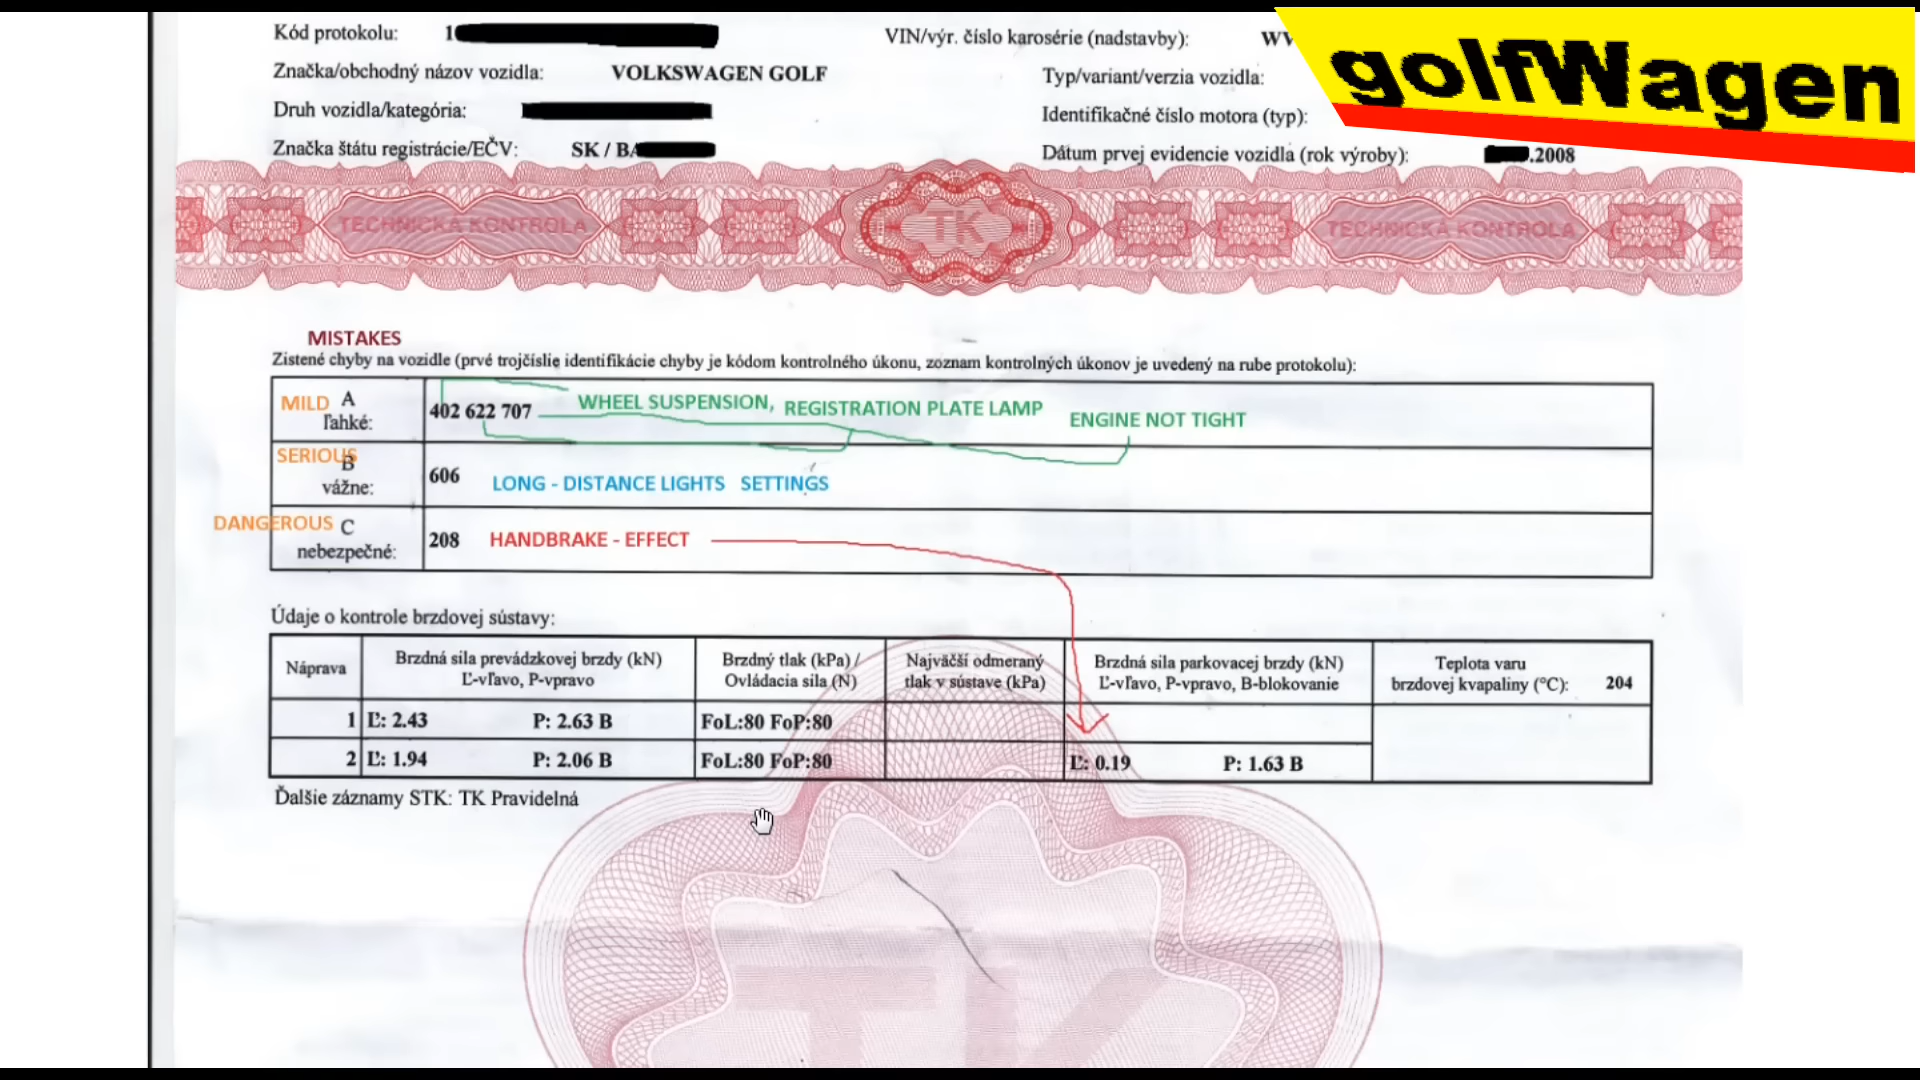 Kód protokolu: 1
VIN/výr. číslo karosérie (nadstavby): WV
golfWagen
Značka/obchodný názov vozidla: VOLKSWAGEN GOLF
Typ/variant/verzia vozidla:
Druh vozidla/kategória:
Identifikačné číslo motora (typ):
Značka štátu registrácie/EČV: SK / BA
Dátum prvej evidencie vozidla (rok výroby): .2008
TECHNICKÁ KONTROLA TK TECHNICKÁ KONTROLA
MISTAKES
Zistené chyby na vozidle (prvé trojčíslie identifikácie chyby je kódom kontrolného úkonu, zoznam kontrolných úkonov je uvedený na rube protokolu):
MILD A
ľahké:
402 622 707 WHEEL SUSPENSION, REGISTRATION PLATE LAMP ENGINE NOT TIGHT
SERIOUS B
vážne:
606 LONG - DISTANCE LIGHTS SETTINGS
DANGEROUS C
nebezpečné:
208 HANDBRAKE - EFFECT
Údaje o kontrole brzdovej sústavy:
Náprava
Brzdná sila prevádzkovej brzdy (kN)
Ľ-vľavo, P-vpravo
Brzdný tlak (kPa) /
Ovládacia sila (N)
Najväčší odmeraný
tlak v sústave (kPa)
Brzdná sila parkovacej brzdy (kN)
Ľ-vľavo, P-vpravo, B-blokovanie
Teplota varu
brzdovej kvapaliny (°C): 204
1 Ľ: 2.43 P: 2.63 B FoL:80 FoP:80
2 Ľ: 1.94 P: 2.06 B FoL:80 FoP:80 Ľ: 0.19 P: 1.63 B
Ďalšie záznamy STK: TK Pravidelná
TK